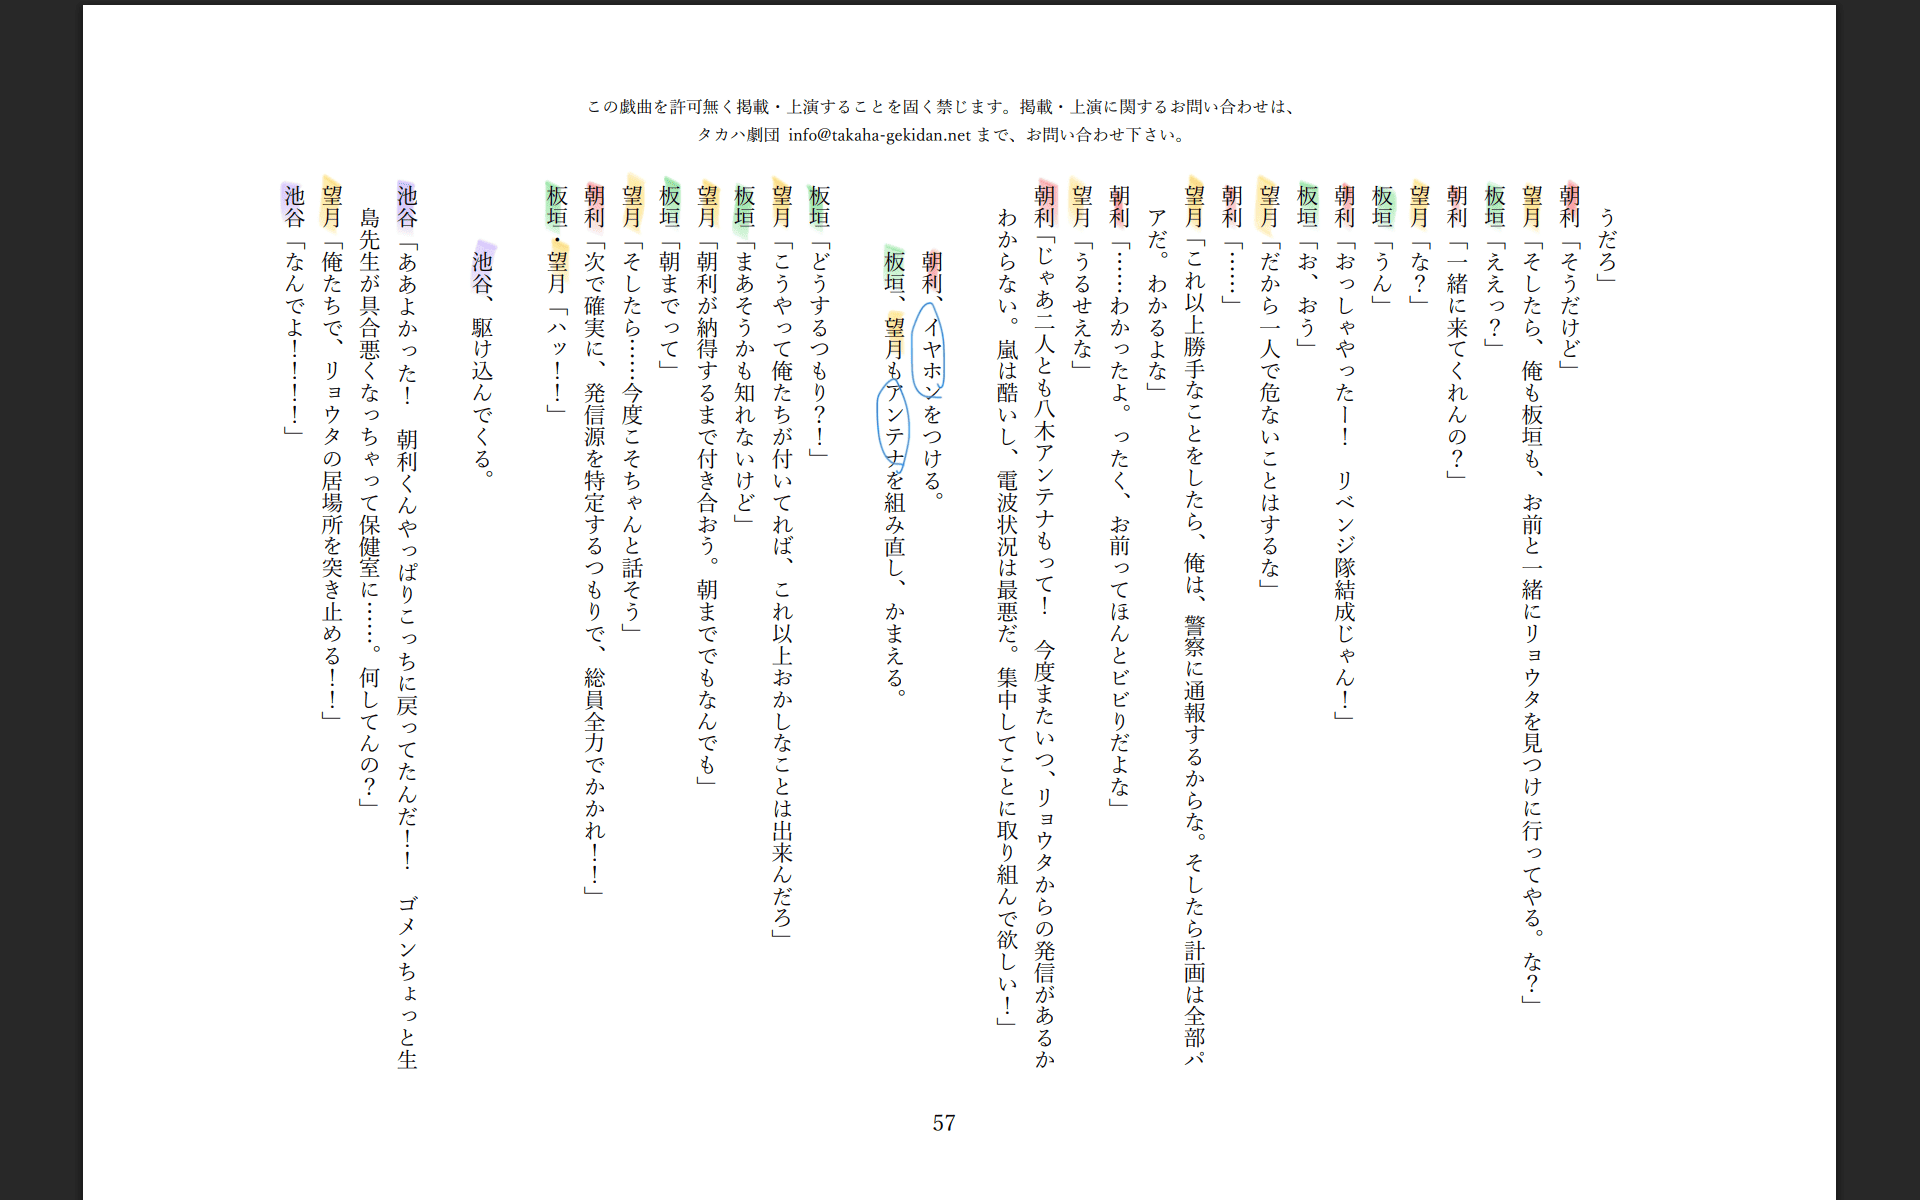 この戯曲を許可無く掲載・上演することを固く禁じます。掲載・上演に関するお問い合わせは、
タカハ劇団 info@takaha-gekidan.net まで、お問い合わせ下さい。
うだろ」
朝利「そうだけど」
望月「そしたら、俺も板垣も、お前と一緒にリョウタを見つけに行ってやる。な？」
板垣「ええっ？」
朝利「一緒に来てくれんの？」
望月「な？」
板垣「うん」
朝利「おっしゃやったー！　リベンジ隊結成じゃん！」
板垣「お、おう」
望月「だから一人で危ないことはするな」
朝利「……」
望月「これ以上勝手なことをしたら、俺は、警察に通報するからな。そしたら計画は全部パ
アだ。わかるよな」
朝利「……わかったよ。ったく、お前ってほんとビビりだよな」
望月「うるせえな」
朝利「じゃあ二人とも八木アンテナもって！　今度またいつ、リョウタからの発信があるか
わからない。嵐は酷いし、電波状況は最悪だ。集中してことに取り組んで欲しい！」
朝利、イヤホンをつける。
板垣、望月もアンテナを組み直し、かまえる。
板垣「どうするつもり？！」
望月「こうやって俺たちが付いてれば、これ以上おかしなことは出来んだろ」
板垣「まあそうかも知れないけど」
望月「朝利が納得するまで付き合おう。朝まででもなんでも」
板垣「朝までって」
望月「そしたら……今度こそちゃんと話そう」
朝利「次で確実に、発信源を特定するつもりで、総員全力でかかれ！！」
板垣・望月「ハッ！！」
池谷、駆け込んでくる。
池谷「ああよかった！　朝利くんやっぱりこっちに戻ってたんだ！！　ゴメンちょっと生
島先生が具合悪くなっちゃって保健室に……。何してんの？」
望月「俺たちで、リョウタの居場所を突き止める！！」
池谷「なんでよ！！！！」
57